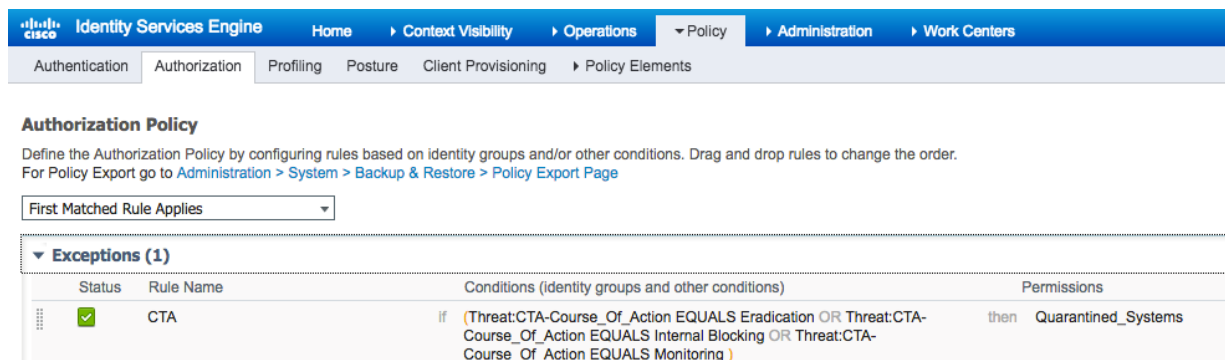 cisco Identity Services Engine Home Context Visibility Operations Policy Administration Work Centers
Authentication Authorization Profiling Posture Client Provisioning Policy Elements
Authorization Policy
Define the Authorization Policy by configuring rules based on identity groups and/or other conditions. Drag and drop rules to change the order.
For Policy Export go to Administration > System > Backup & Restore > Policy Export Page
First Matched Rule Applies
Exceptions (1)
Status Rule Name Conditions (identity groups and other conditions) Permissions
CTA if (Threat:CTA-Course_Of_Action EQUALS Eradication OR Threat:CTA- then Quarantined_Systems
Course_Of_Action EQUALS Internal Blocking OR Threat:CTA-
Course_Of_Action EQUALS Monitoring )